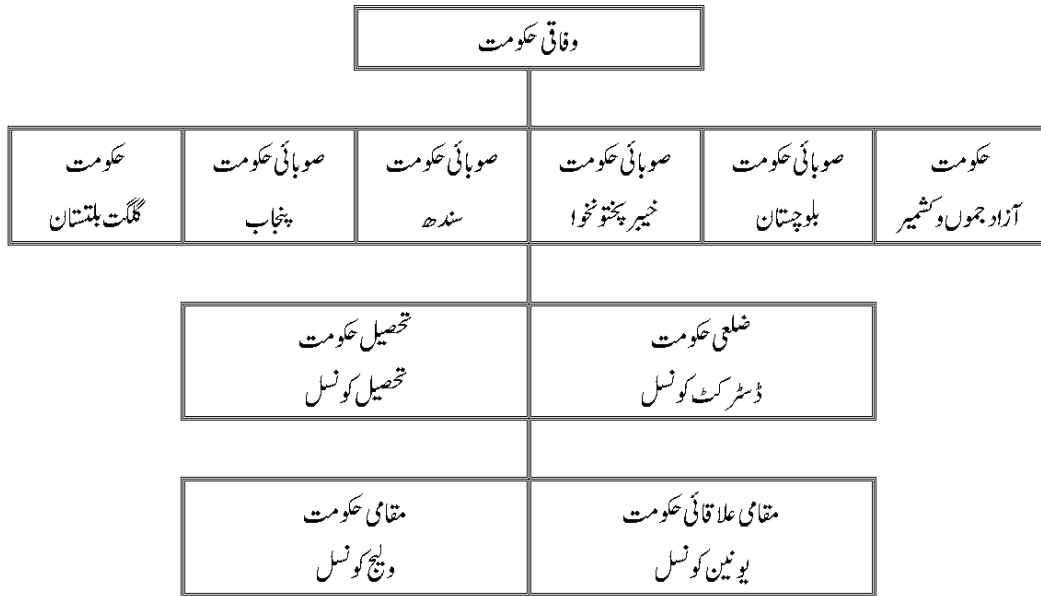 وفاقی حکومت
حکومت
آزاد جموں و کشمیر
صوبائی حکومت
بلوچستان
صوبائی حکومت
خیبر پختونخوا
صوبائی حکومت
سندھ
صوبائی حکومت
پنجاب
حکومت
گلگت بلتستان
ضلعی حکومت
ڈسٹرکٹ کونسل
تحصیل حکومت
تحصیل کونسل
مقامی علاقائی حکومت
یونین کونسل
مقامی حکومت
ولیج کونسل